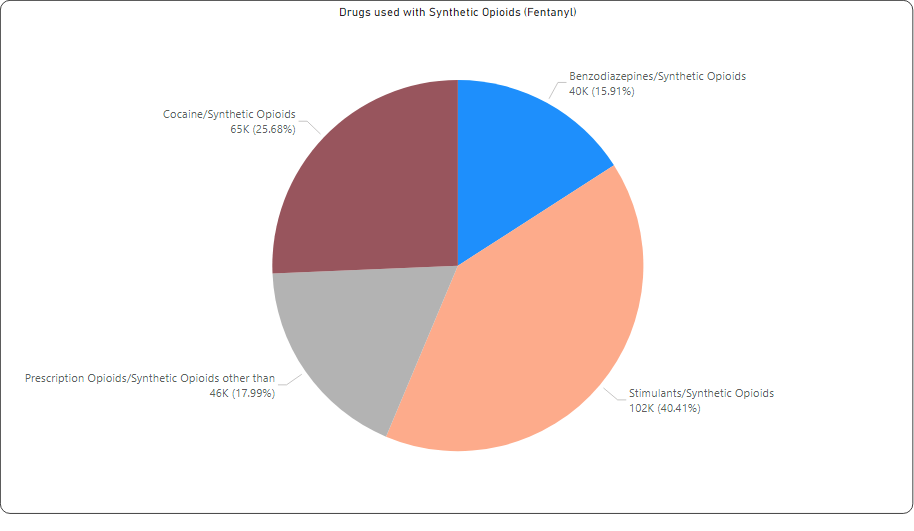 Drugs used with Synthetic Opioids (Fentanyl)
Benzodiazepines/Synthetic Opioids
40K (15.91%)
Cocaine/Synthetic Opioids
65K (25.68%)
Prescription Opioids/Synthetic Opioids other than
46K (17.99%)
Stimulants/Synthetic Opioids
102K (40.41%)